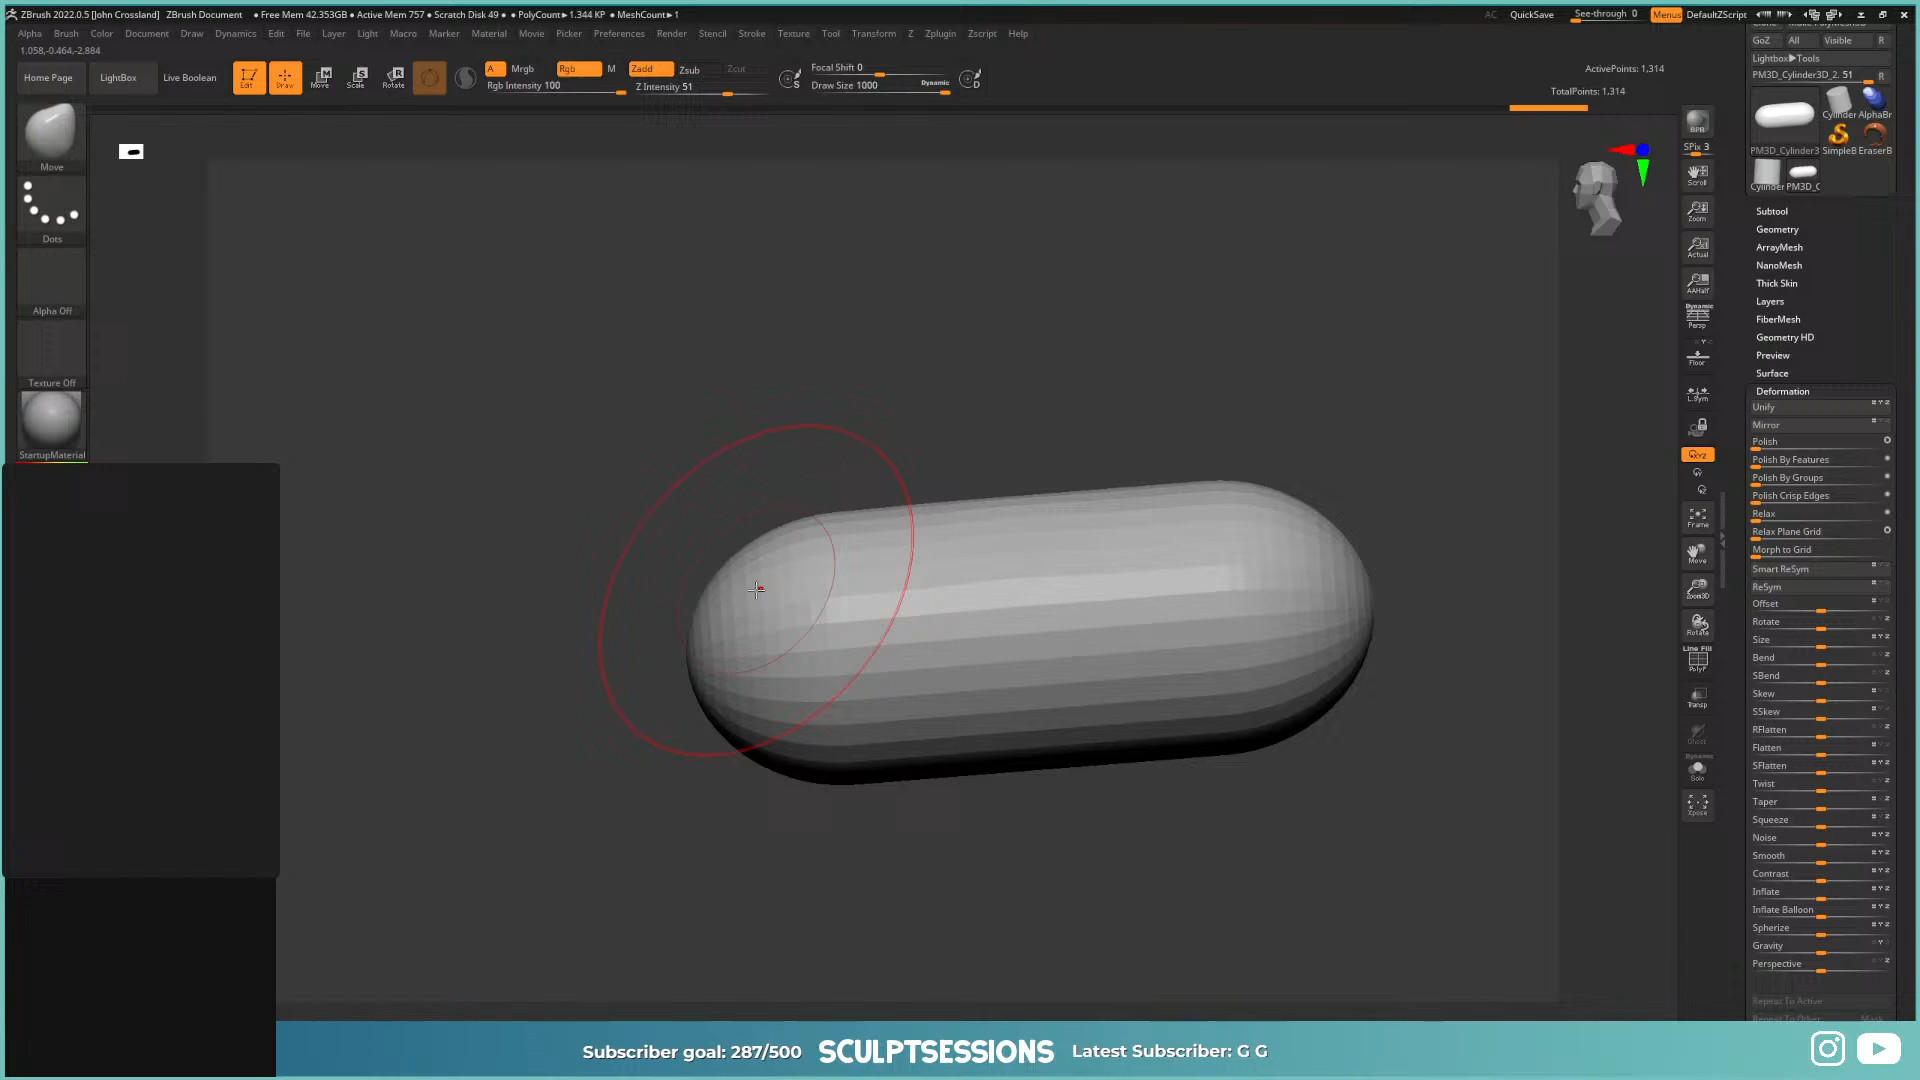 ZBrush 2022.0.5 [John Crossland] ZBrush Document ● Free Mem 42.353GB ● Active Mem 757 ● Scratch Disk 49 ● ● PolyCount► 1.344 KP ● MeshCount► 1
AC QuickSave See-through 0 Menus DefaultZScript
Alpha Brush Color Document Draw Dynamics Edit File Layer Light Macro Marker Material Movie Picker Preferences Render Stencil Stroke Texture Tool Transform Z Zplugin Zscript Help
1.058,-0.464,-2.884
Home Page LightBox Live Boolean Edit Draw Move Scale Rotate
A Mrgb Rgb M Zadd Zsub Zcut
Rgb Intensity 100 Z Intensity 51
Focal Shift 0
Draw Size 1000 Dynamic
S
D
ActivePoints: 1,314
TotalPoints: 1,314
Move
Dots
Alpha Off
Texture Off
StartupMaterial
BPR
SPix 3
Scroll
Zoom
Actual
AAHalf
Dynamic
Persp
Floor
L.Sym
XYZ
Frame
Move
Zoom3D
Rotate
Line Fill
PolyF
Transp
Ghost
Dynamic
Solo
Xpose
GoZ All Visible R
Lightbox►Tools
PM3D_Cylinder3D_2. 51 R
Cylinder AlphaBr
PM3D_Cylinder3 SimpleB EraserB
Cylinder PM3D_C
Subtool
Geometry
ArrayMesh
NanoMesh
Thick Skin
Layers
FiberMesh
Geometry HD
Preview
Surface
Deformation
Unify
Mirror
Polish
Polish By Features
Polish By Groups
Polish Crisp Edges
Relax
Relax Plane Grid
Morph to Grid
Smart ReSym
ReSym
Offset
Rotate
Size
Bend
SBend
Skew
SSkew
RFlatten
Flatten
SFlatten
Twist
Taper
Squeeze
Noise
Smooth
Contrast
Inflate
Inflate Balloon
Spherize
Gravity
Perspective
Repeat To Active
Repeat To Other Mask
Subscriber goal: 287/500 SCULPTSESSIONS Latest Subscriber: G G